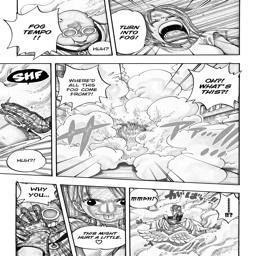 TURN
INTO
FOG!
FOG
TEMPO
!!
HUH?
OH?!
WHAT'S
THIS?!
WHERE'D
ALL THIS
FOG COME
FROM?!
SHF
HUH?!
!!?
MMPH!!
THIS MIGHT
HURT A LITTLE.
♡
WHY
YOU...